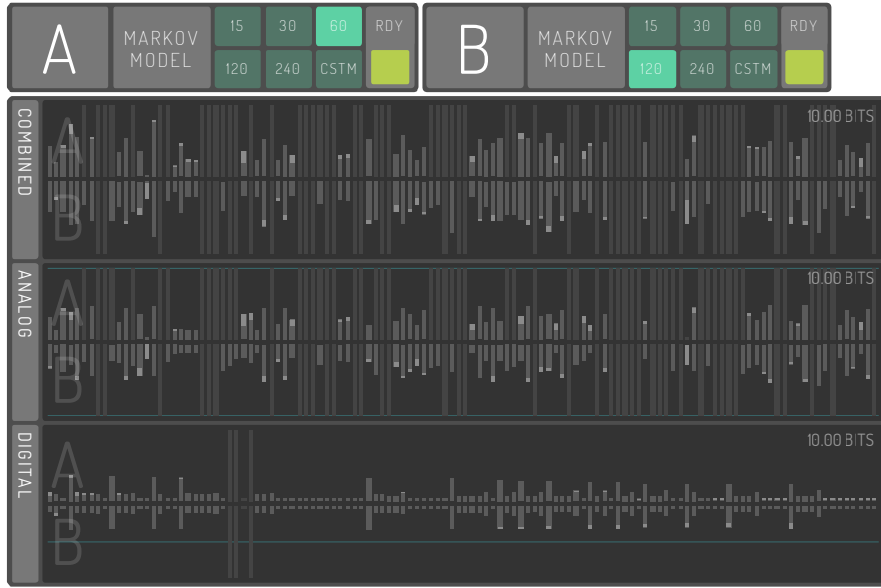 A
MARKOV
MODEL
15
30
60
RDY
120
240
CSTM
B
MARKOV
MODEL
15
30
60
RDY
120
240
CSTM
COMBINED
A
B
10.00 BITS
ANALOG
A
B
10.00 BITS
DIGITAL
A
B
10.00 BITS